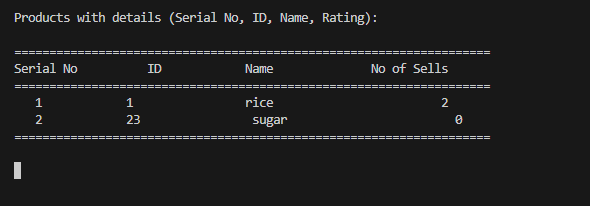 Products with details (Serial No, ID, Name, Rating):
====================================================================
Serial No          ID            Name              No of Sells
====================================================================
   1            1                rice                        2
   2            23                sugar                        0
====================================================================